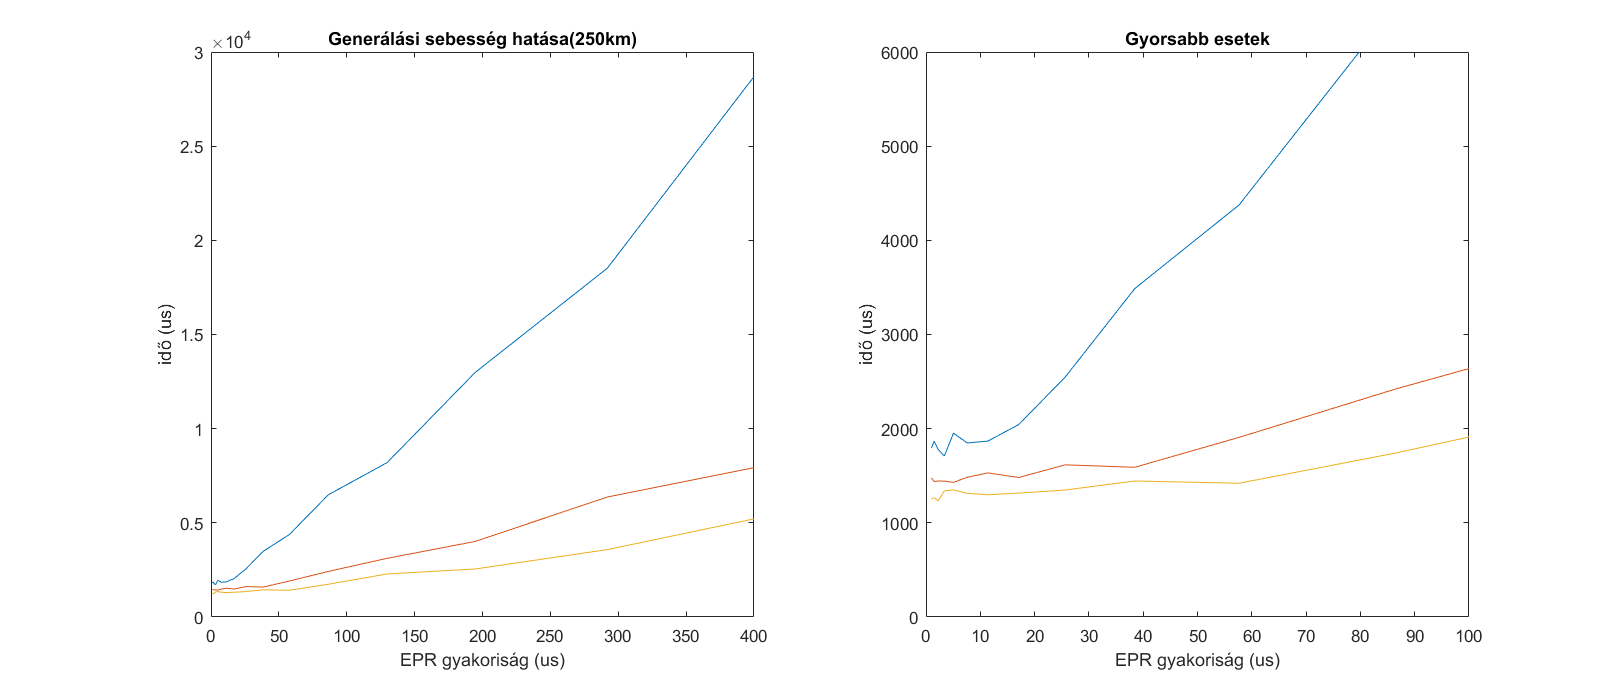 Generálási sebesség hatása(250km)
×10^4
3
2.5
2
1.5
1
0.5
0
idő (us)
0 50 100 150 200 250 300 350 400
EPR gyakoriság (us)
Gyorsabb esetek
6000
5000
4000
3000
2000
1000
0
idő (us)
0 10 20 30 40 50 60 70 80 90 100
EPR gyakoriság (us)